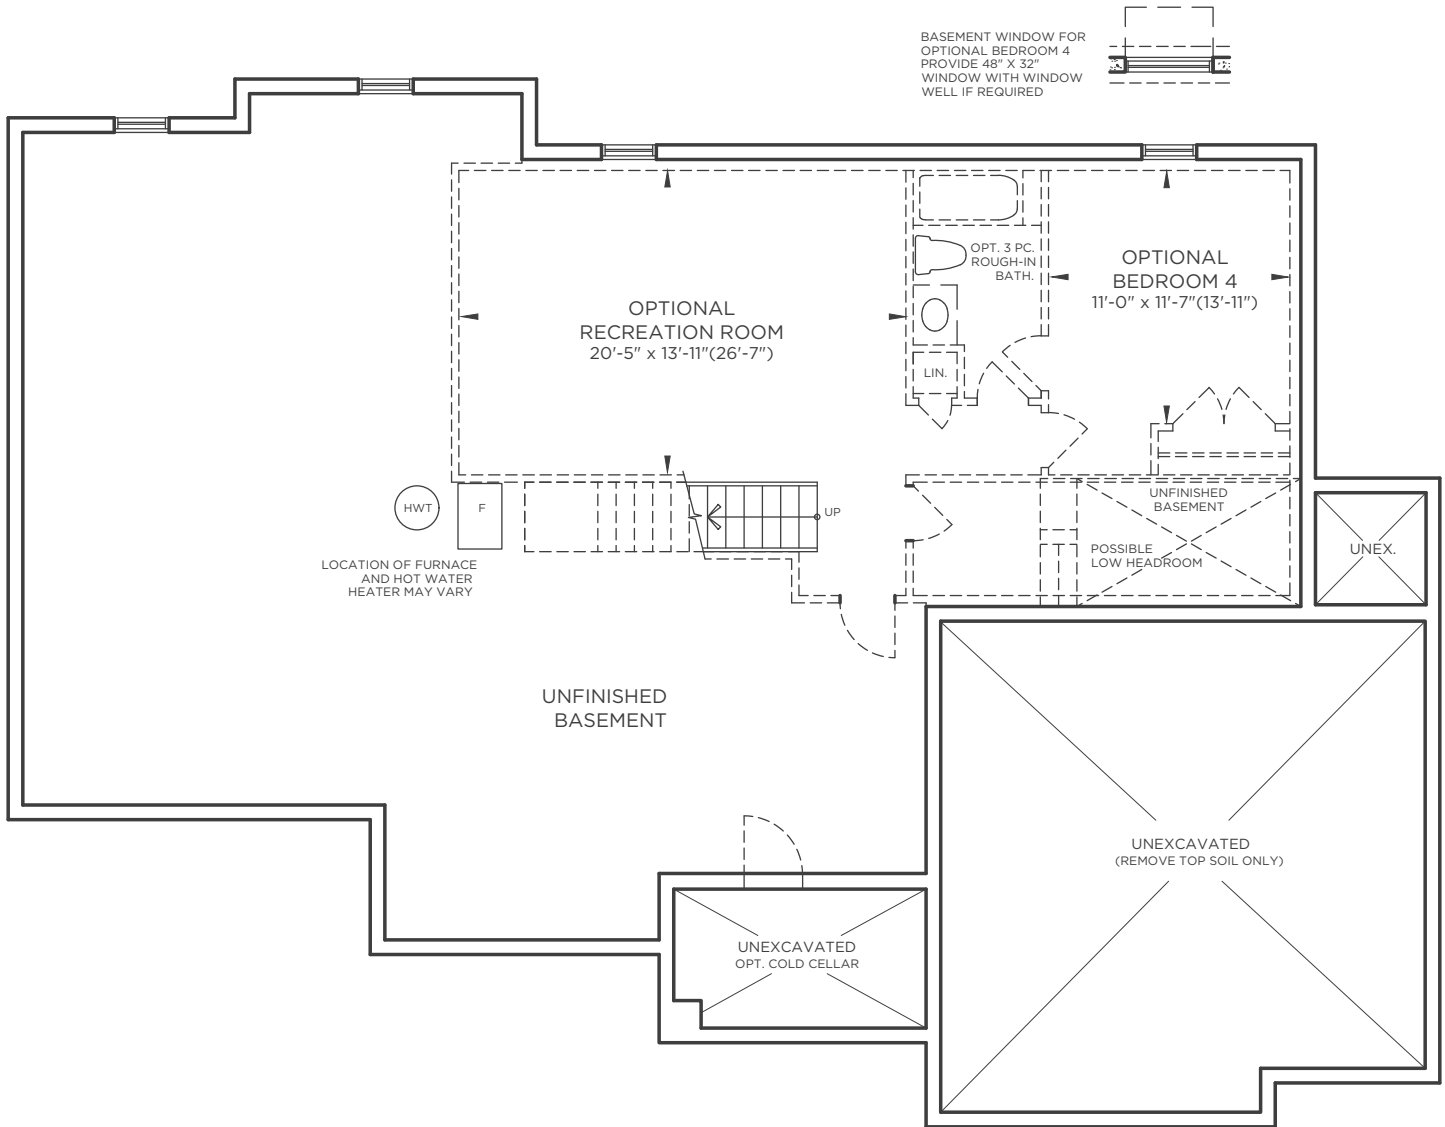 BASEMENT WINDOW FOR
OPTIONAL BEDROOM 4
PROVIDE 48" X 32"
WINDOW WITH WINDOW
WELL IF REQUIRED
OPT. 3 PC.
ROUGH-IN
BATH.
OPTIONAL
BEDROOM 4
11'-0" x 11'-7"(13'-11")
OPTIONAL
RECREATION ROOM
20'-5" x 13'-11"(26'-7")
LIN.
HWT
F
UP
UNFINISHED
BASEMENT
POSSIBLE
LOW HEADROOM
UNEX.
LOCATION OF FURNACE
AND HOT WATER
HEATER MAY VARY
UNFINISHED
BASEMENT
UNEXCAVATED
(REMOVE TOP SOIL ONLY)
UNEXCAVATED
OPT. COLD CELLAR